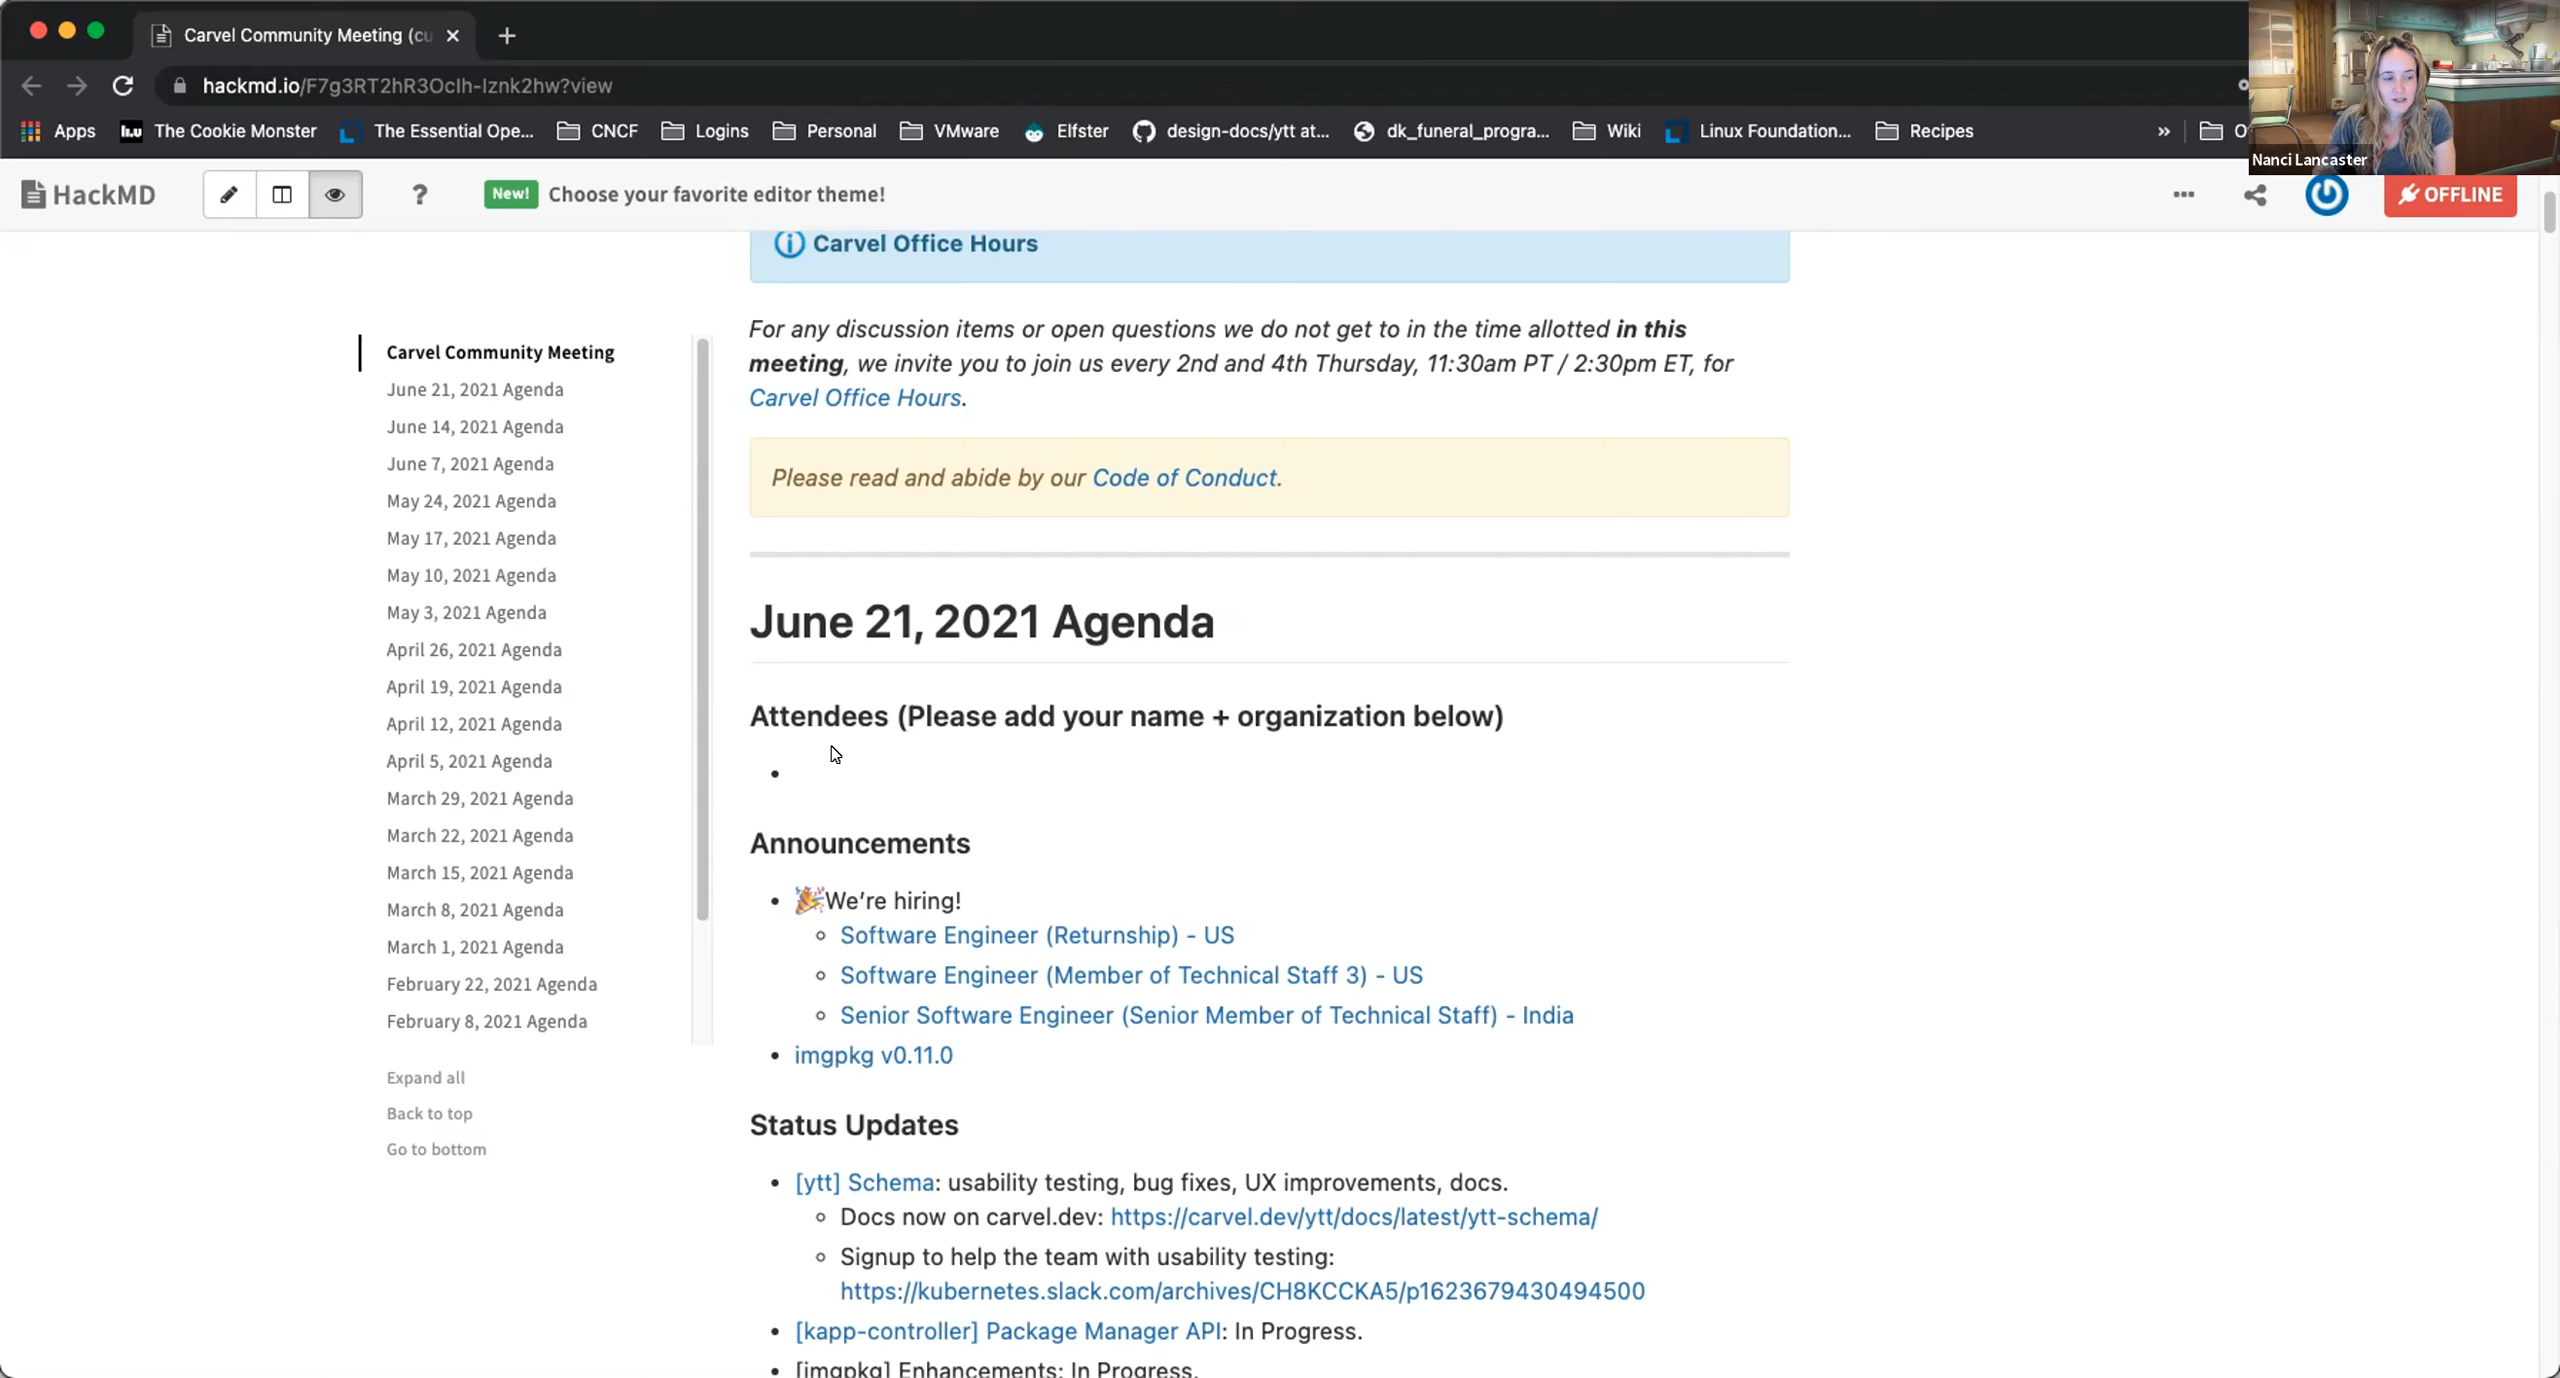 Carvel Community Meeting (cu
hackmd.io/F7g3RT2hR3OcIh-Iznk2hw?view
Apps The Cookie Monster The Essential Ope... CNCF Logins Personal VMware Elfster design-docs/ytt at... dk_funeral_progra... Wiki Linux Foundation... Recipes »
Nanci Lancaster
HackMD ? New! Choose your favorite editor theme! OFFLINE
Carvel Office Hours
For any discussion items or open questions we do not get to in the time allotted in this
meeting, we invite you to join us every 2nd and 4th Thursday, 11:30am PT / 2:30pm ET, for
Carvel Office Hours.
Please read and abide by our Code of Conduct.
Carvel Community Meeting
June 21, 2021 Agenda
June 14, 2021 Agenda
June 7, 2021 Agenda
May 24, 2021 Agenda
May 17, 2021 Agenda
May 10, 2021 Agenda
May 3, 2021 Agenda
April 26, 2021 Agenda
April 19, 2021 Agenda
April 12, 2021 Agenda
April 5, 2021 Agenda
March 29, 2021 Agenda
March 22, 2021 Agenda
March 15, 2021 Agenda
March 8, 2021 Agenda
March 1, 2021 Agenda
February 22, 2021 Agenda
February 8, 2021 Agenda
Expand all
Back to top
Go to bottom
June 21, 2021 Agenda
Attendees (Please add your name + organization below)
Announcements
🎉We're hiring!
Software Engineer (Returnship) - US
Software Engineer (Member of Technical Staff 3) - US
Senior Software Engineer (Senior Member of Technical Staff) - India
imgpkg v0.11.0
Status Updates
[ytt] Schema: usability testing, bug fixes, UX improvements, docs.
Docs now on carvel.dev: https://carvel.dev/ytt/docs/latest/ytt-schema/
Signup to help the team with usability testing:
https://kubernetes.slack.com/archives/CH8KCCKA5/p1623679430494500
[kapp-controller] Package Manager API: In Progress.
[imgpkg] Enhancements: In Progress.